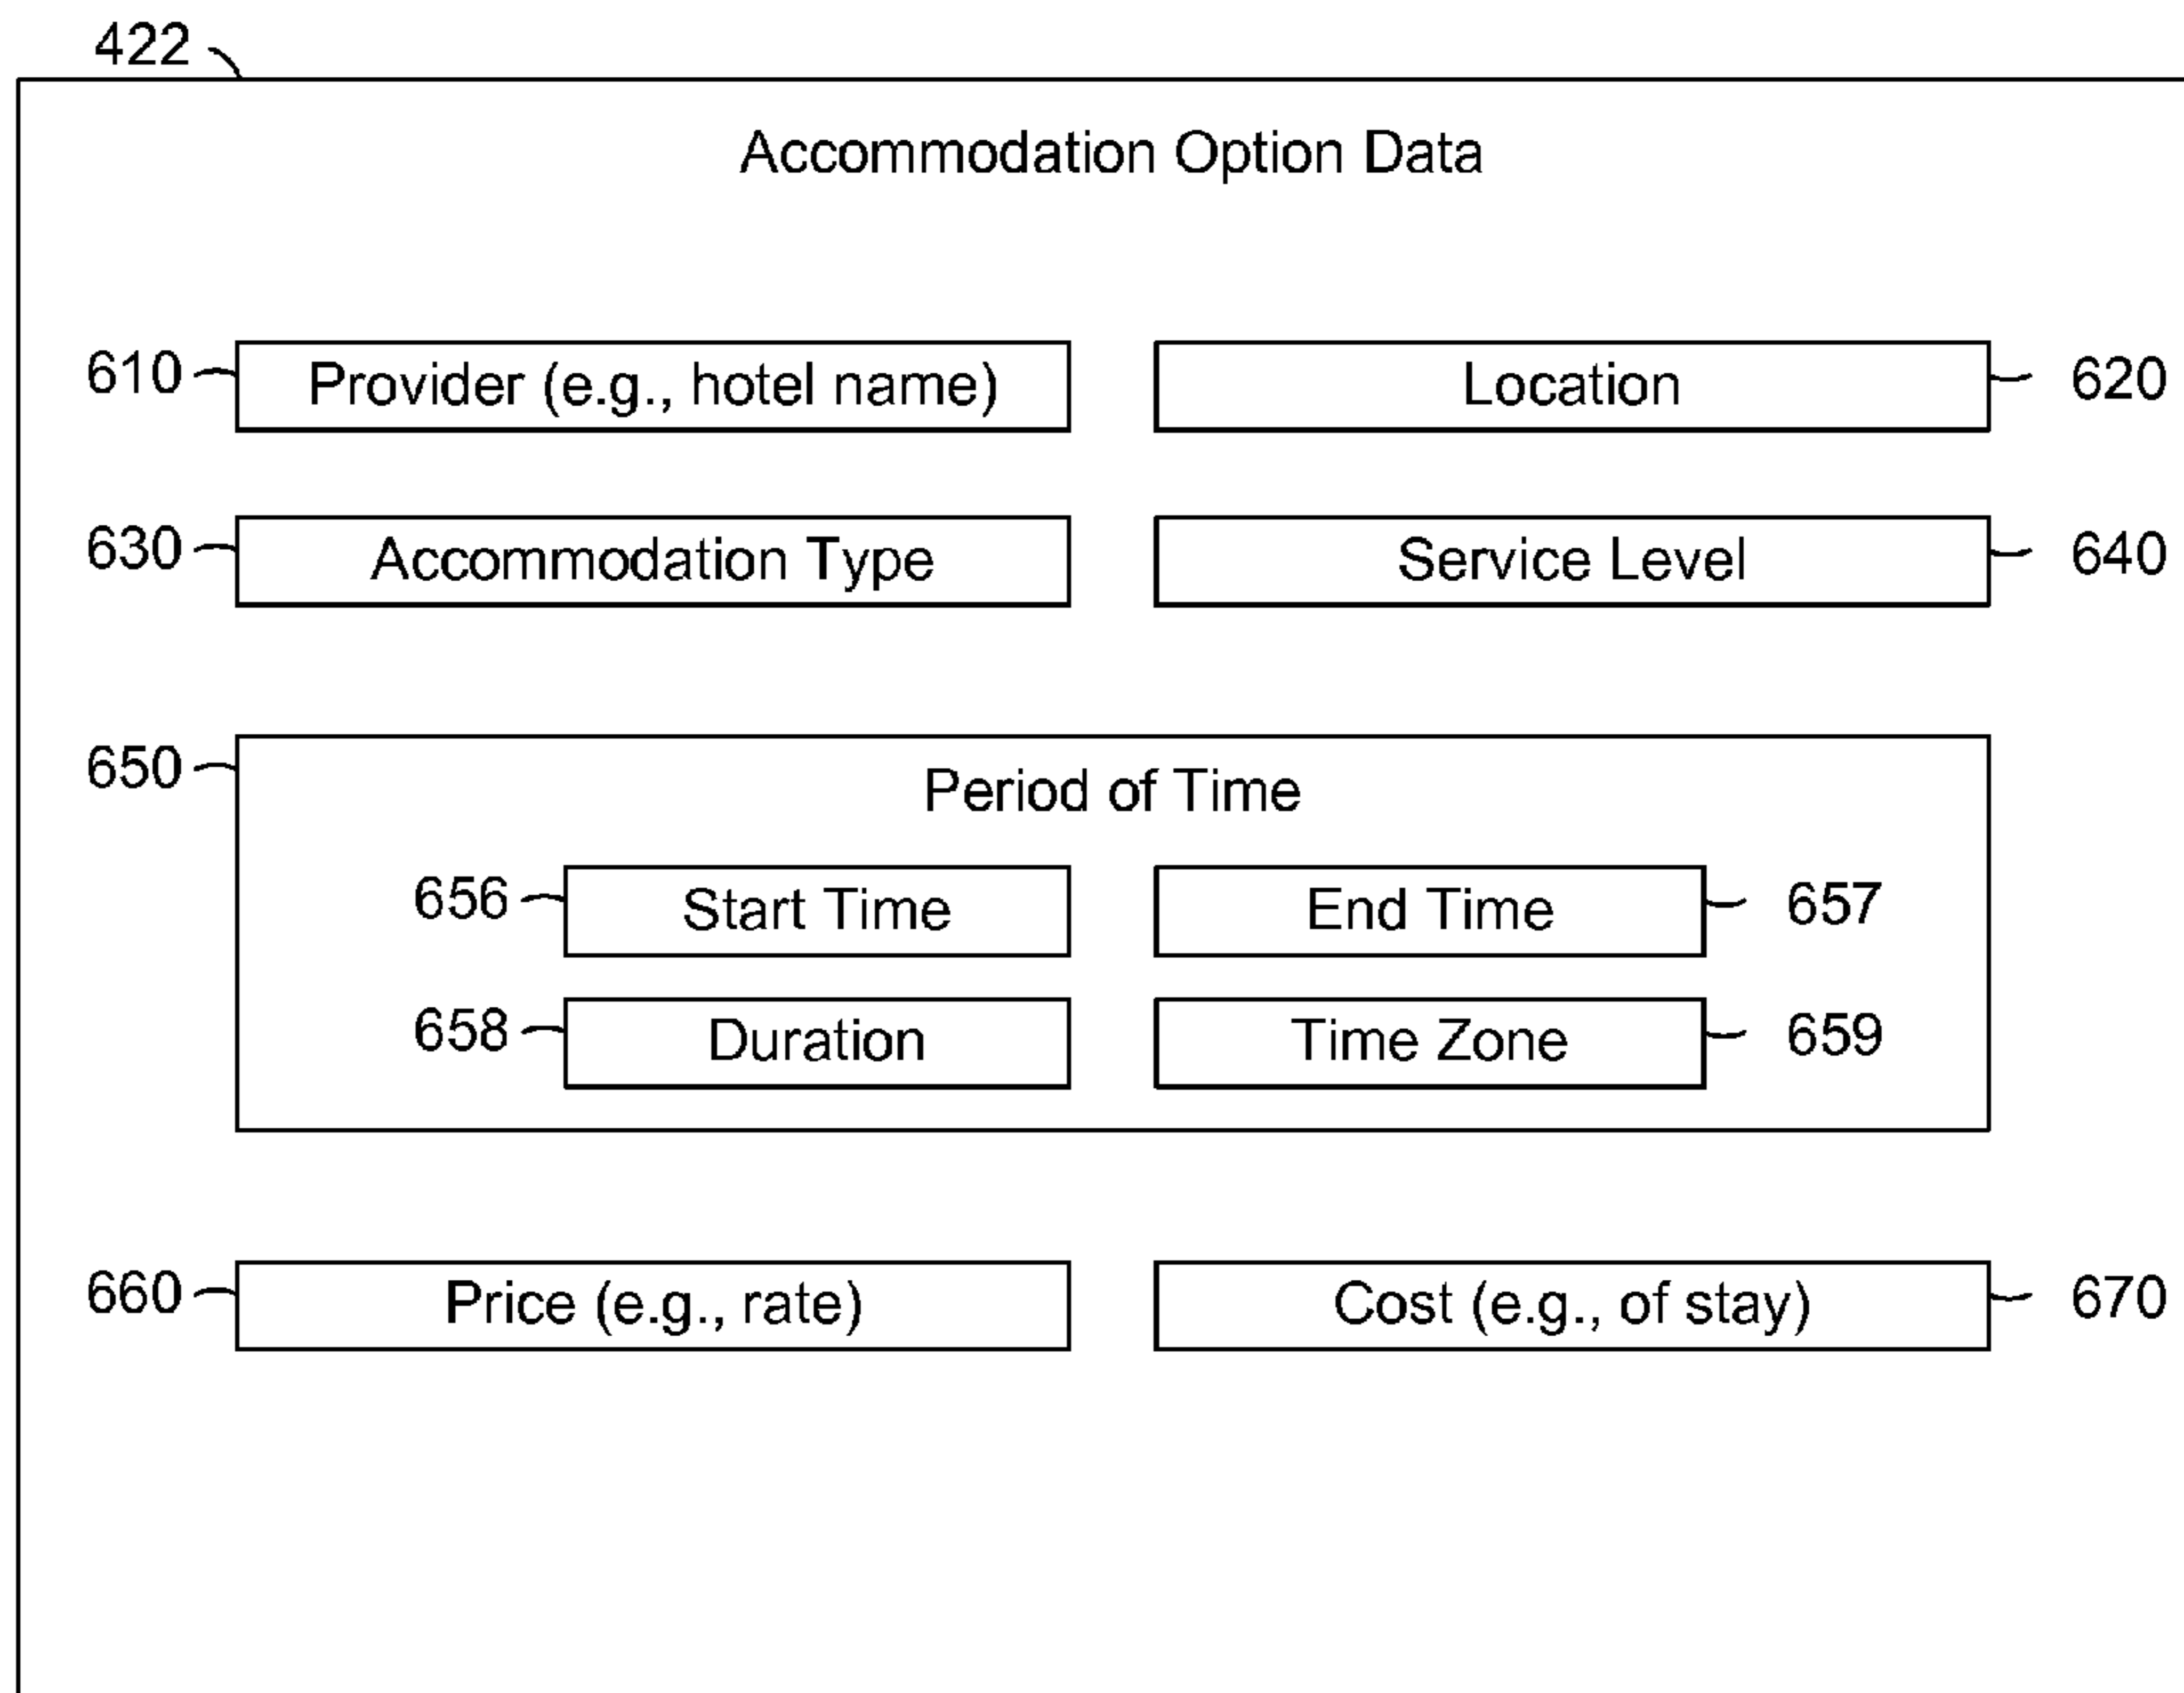 422
Accommodation Option Data
610 Provider (e.g., hotel name) Location 620
630 Accommodation Type Service Level 640
650
Period of Time
656 Start Time End Time 657
658 Duration Time Zone 659
660 Price (e.g., rate) Cost (e.g., of stay) 670